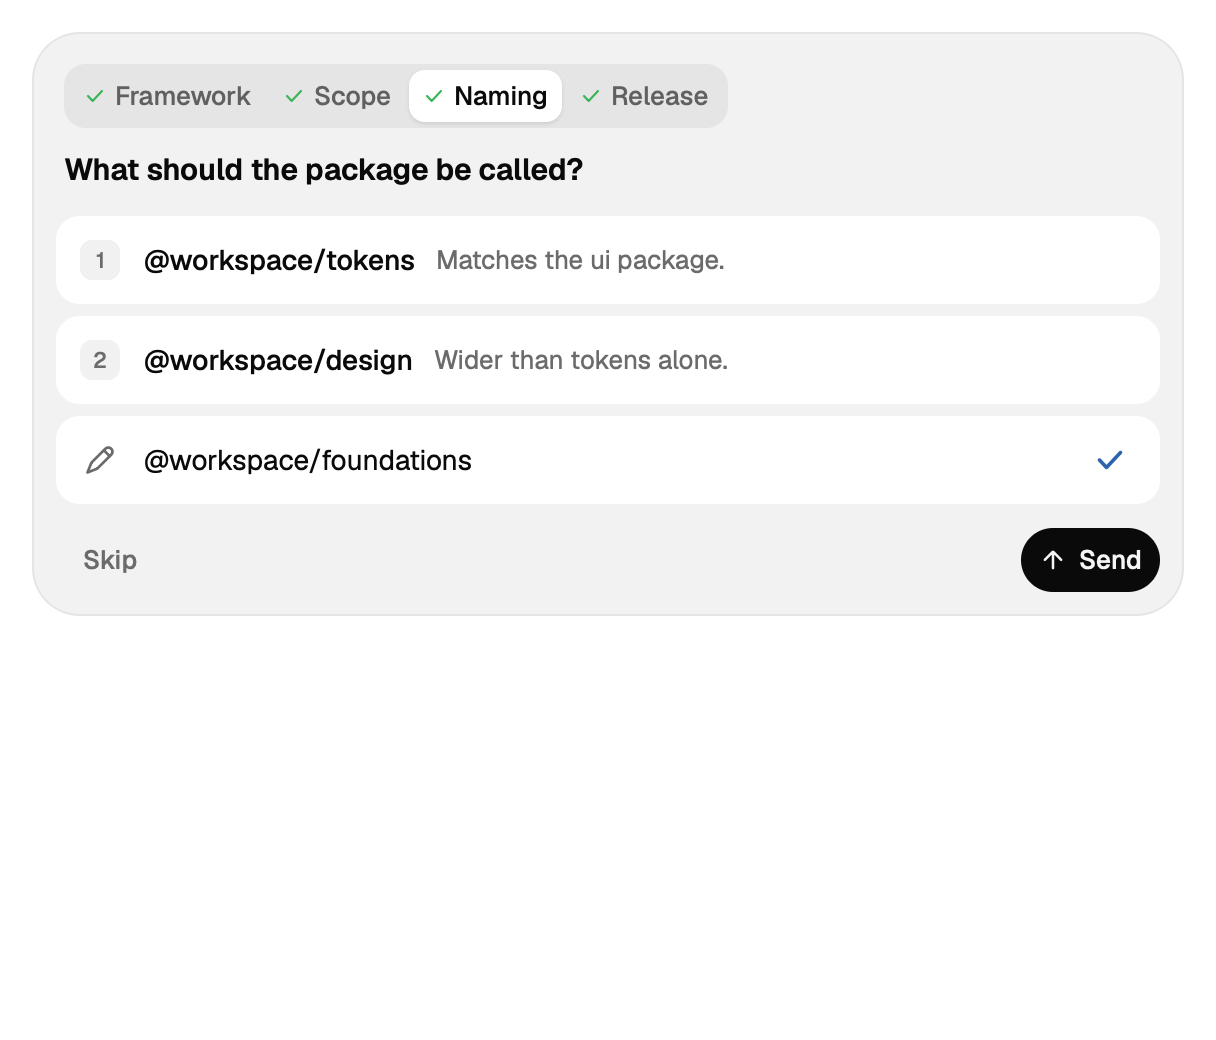 Framework Scope Naming Release
What should the package be called?
1 @workspace/tokens Matches the ui package.
2 @workspace/design Wider than tokens alone.
@workspace/foundations
Skip Send